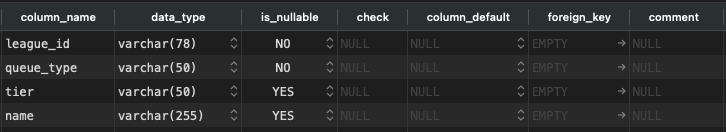 column_name data_type is_nullable check column_default foreign_key comment
league_id varchar(78) NO NULL NULL EMPTY NULL
queue_type varchar(50) NO NULL NULL EMPTY NULL
tier varchar(50) YES NULL NULL EMPTY NULL
name varchar(255) YES NULL NULL EMPTY NULL